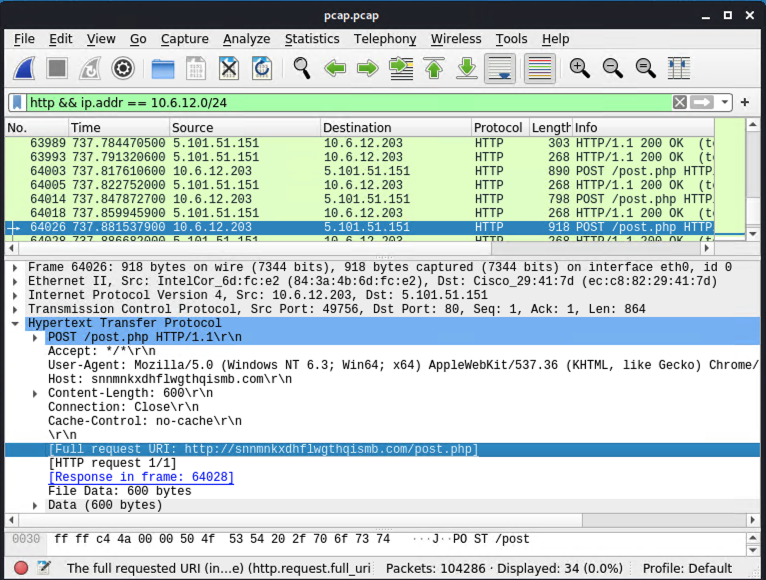 pcap.pcap
File Edit View Go Capture Analyze Statistics Telephony Wireless Tools Help
http && ip.addr == 10.6.12.0/24
No. Time Source Destination Protocol Length Info
63989 737.784470500 5.101.51.151 10.6.12.203 HTTP 303 HTTP/1.1 200 OK (t
63993 737.791320600 5.101.51.151 10.6.12.203 HTTP 268 HTTP/1.1 200 OK (t
64003 737.817610600 10.6.12.203 5.101.51.151 HTTP 890 POST /post.php HTTP
64005 737.822752000 5.101.51.151 10.6.12.203 HTTP 268 HTTP/1.1 200 OK (t
64014 737.847872700 10.6.12.203 5.101.51.151 HTTP 798 POST /post.php HTTP
64018 737.859945900 5.101.51.151 10.6.12.203 HTTP 268 HTTP/1.1 200 OK (t
64026 737.881537900 10.6.12.203 5.101.51.151 HTTP 918 POST /post.php HTTP
64028 737.886682000 5.101.51.151 10.6.12.203 HTTP 268 HTTP/1.1 200 OK (t
Frame 64026: 918 bytes on wire (7344 bits), 918 bytes captured (7344 bits) on interface eth0, id 0
Ethernet II, Src: IntelCor_6d:fc:e2 (84:3a:4b:6d:fc:e2), Dst: Cisco_29:41:7d (ec:c8:82:29:41:7d)
Internet Protocol Version 4, Src: 10.6.12.203, Dst: 5.101.51.151
Transmission Control Protocol, Src Port: 49756, Dst Port: 80, Seq: 1, Ack: 1, Len: 864
Hypertext Transfer Protocol
POST /post.php HTTP/1.1\r\n
Accept: */*\r\n
User-Agent: Mozilla/5.0 (Windows NT 6.3; Win64; x64) AppleWebKit/537.36 (KHTML, like Gecko) Chrome/
Host: snnmnkxdhflwgthqismb.com\r\n
Content-Length: 600\r\n
Connection: Close\r\n
Cache-Control: no-cache\r\n
\r\n
[Full request URI: http://snnmnkxdhflwgthqismb.com/post.php]
[HTTP request 1/1]
[Response in frame: 64028]
File Data: 600 bytes
Data (600 bytes)
0030 ff ff c4 4a 00 00 50 4f 53 54 20 2f 70 6f 73 74 ···J··PO ST /post
The full requested URI (in…e) (http.request.full_uri Packets: 104286 · Displayed: 34 (0.0%) Profile: Default